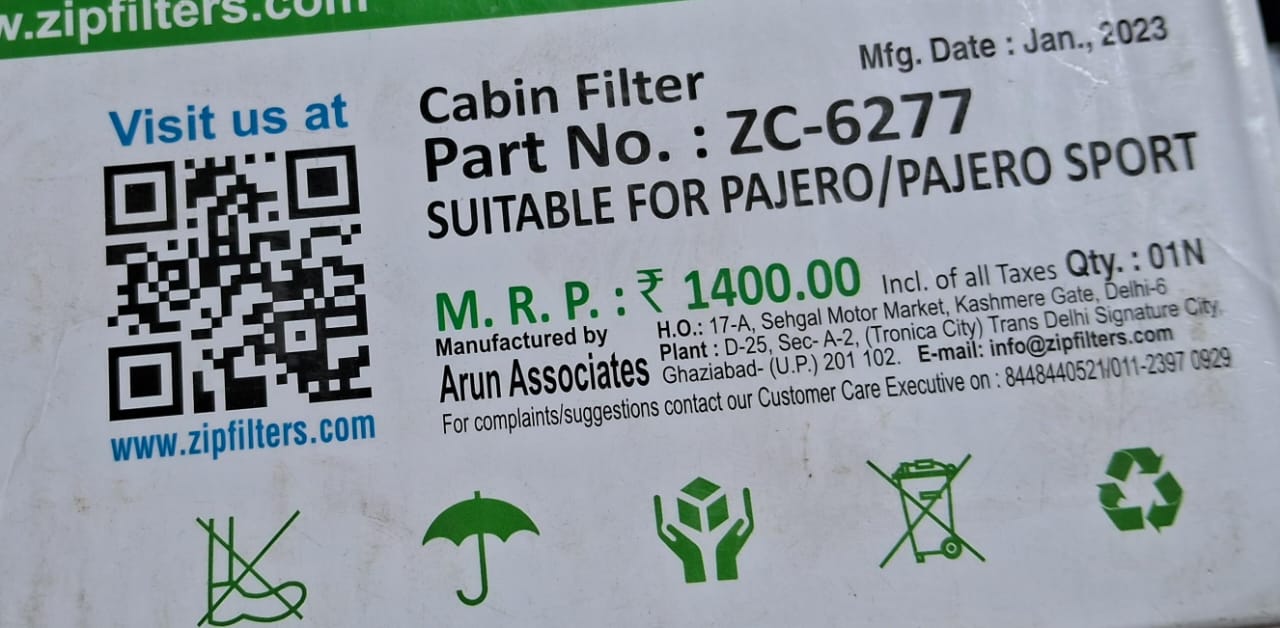 w.zipfilters.com
Mfg. Date : Jan., 2023
Visit us at
Cabin Filter
Part No. : ZC-6277
SUITABLE FOR PAJERO/PAJERO SPORT
M. R. P. : ₹ 1400.00 Incl. of all Taxes Qty. : 01N
Manufactured by
Arun Associates
H.O.: 17-A, Sehgal Motor Market, Kashmere Gate, Delhi-6
Plant : D-25, Sec- A-2, (Tronica City) Trans Delhi Signature City,
Ghaziabad- (U.P.) 201 102. E-mail: info@zipfilters.com
For complaints/suggestions contact our Customer Care Executive on : 8448440521/011-2397 0929
www.zipfilters.com